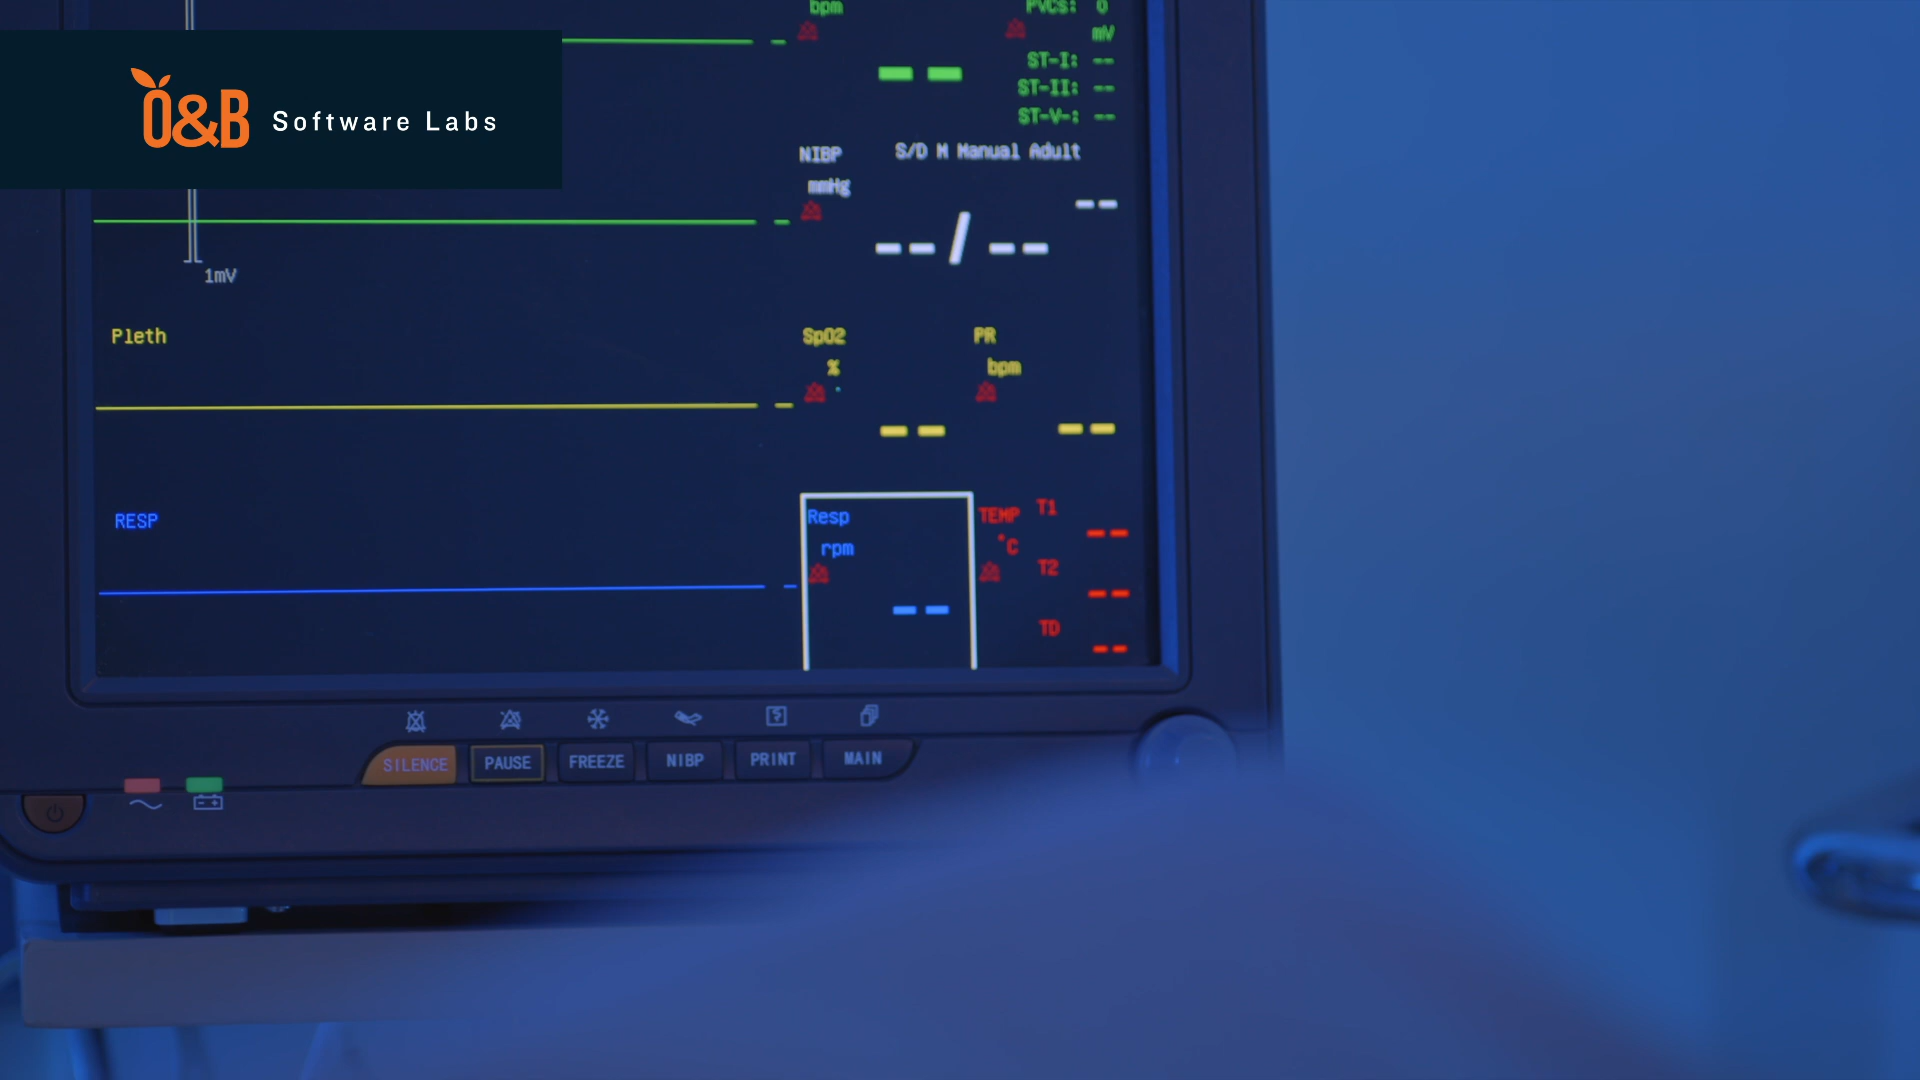 O&B Software Labs
bpm
PVCs: 0
mV
ST-I: --
ST-II: --
ST-V-: --
-- --
NIBP
mmHg
S/D M Manual Adult
--
-- / --
1mV
Pleth
SpO2
%
--
PR
bpm
--
RESP
Resp
rpm
--
TEMP
°C
T1
--
T2
--
TD
--
SILENCE
PAUSE
FREEZE
NIBP
PRINT
MAIN